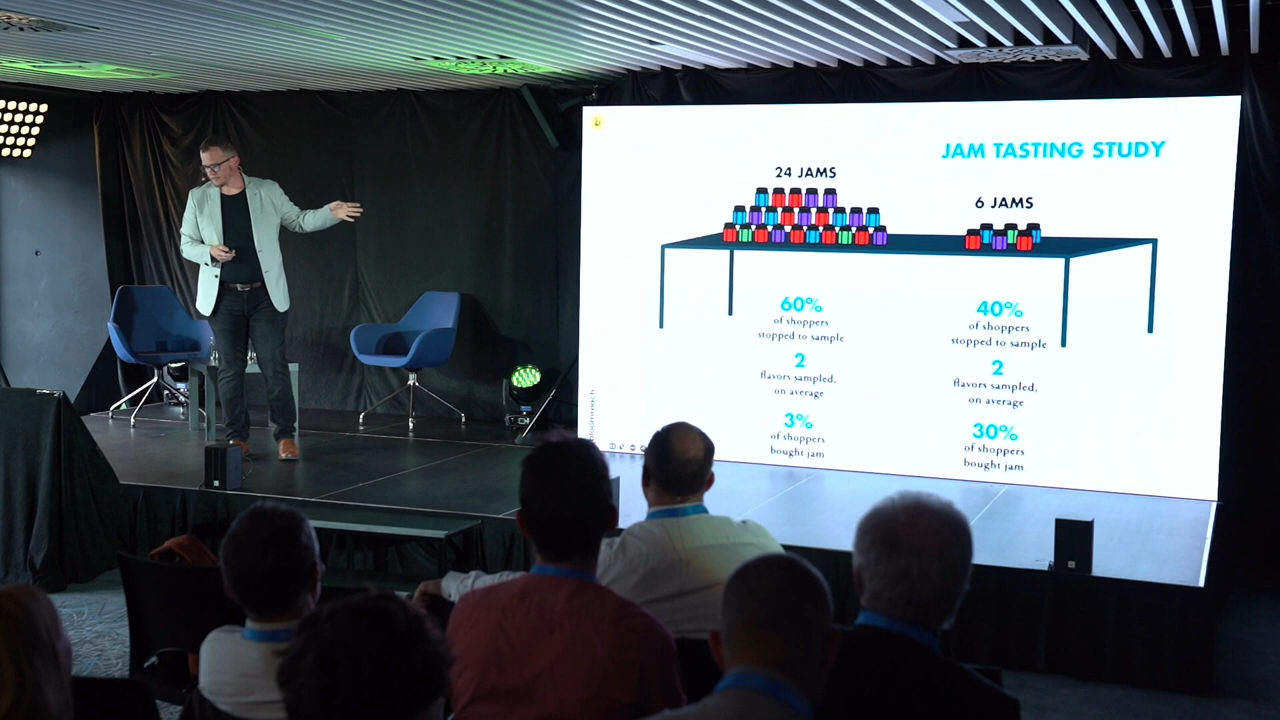 JAM TASTING STUDY
24 JAMS
6 JAMS
60%
of shoppers
stopped to sample
2
flavors sampled,
on average
3%
of shoppers
bought jam
40%
of shoppers
stopped to sample
2
flavors sampled,
on average
30%
of shoppers
bought jam